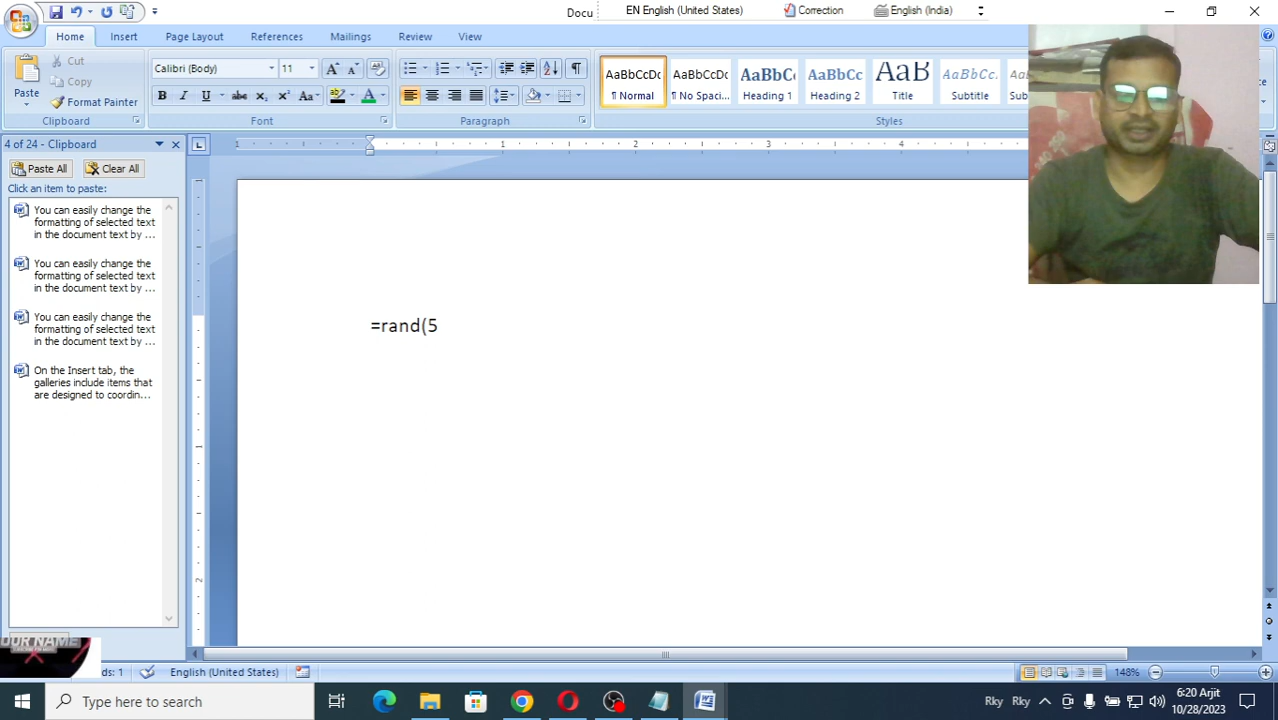 Docu
EN English (United States)
Correction
English (India)
Home
Insert
Page Layout
References
Mailings
Review
View
Paste
Cut
Copy
Format Painter
Clipboard
Calibri (Body)
11
Font
Paragraph
AaBbCcDc
¶ Normal
AaBbCcDc
¶ No Spaci...
AaBbCc
Heading 1
AaBbCc
Heading 2
AaB
Title
AaBbCc.
Subtitle
Styles
4 of 24 - Clipboard
Paste All
Clear All
Click an item to paste:
You can easily change the
formatting of selected text
in the document text by ...
You can easily change the
formatting of selected text
in the document text by ...
You can easily change the
formatting of selected text
in the document text by ...
On the Insert tab, the
galleries include items that
are designed to coordin...
=rand(5
OUR NAME
ds: 1
English (United States)
148%
Type here to search
Rky
Rky
6:20 Arjit
10/28/2023